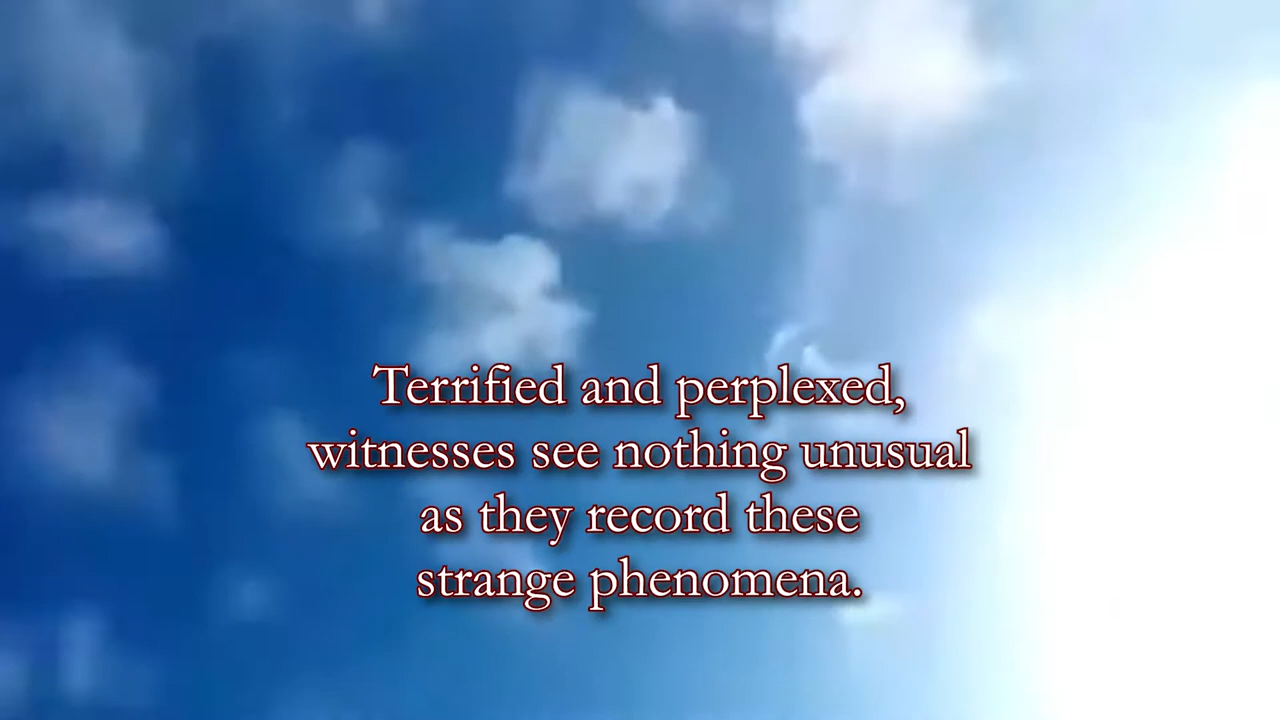 Terrified and perplexed,
witnesses see nothing unusual
as they record these
strange phenomena.